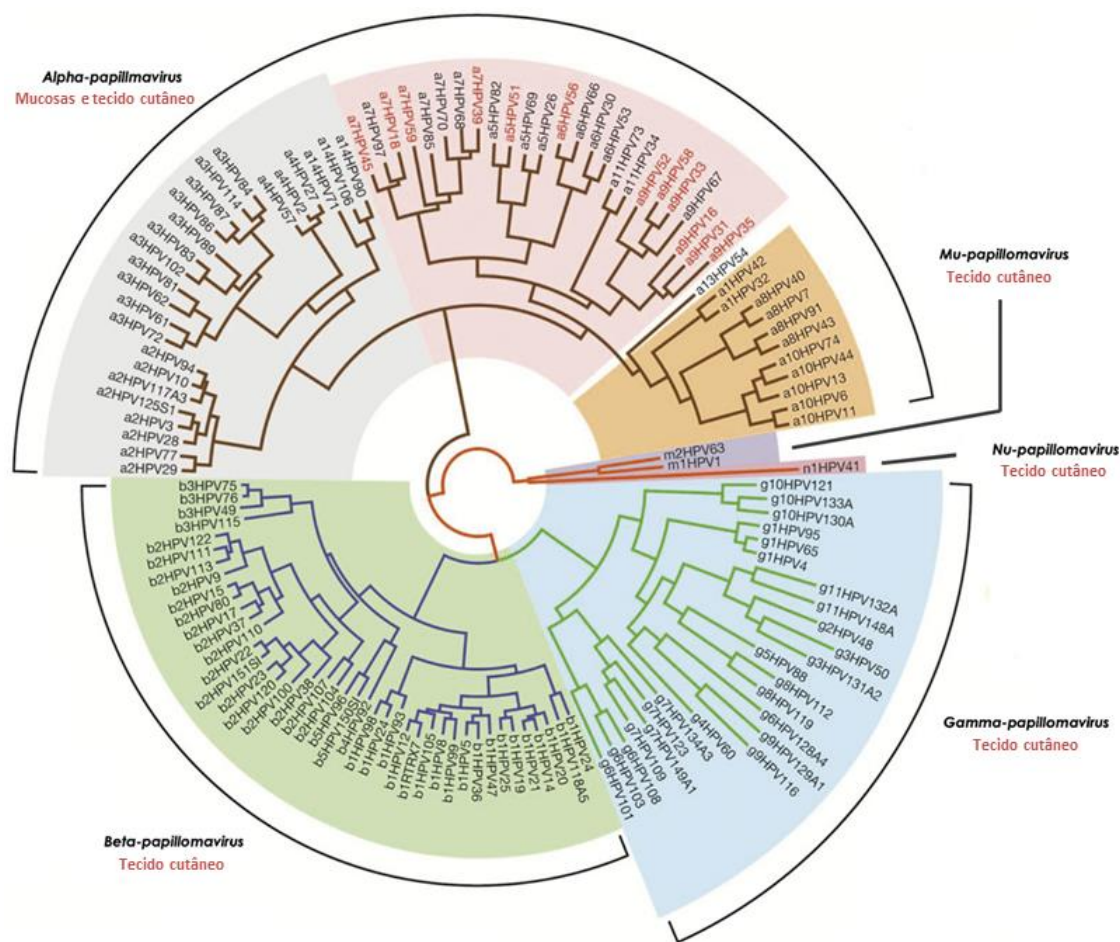 Alpha-papillmavirus
Mucosas e tecido cutâneo
a2HPV29
a2HPV77
a2HPV28
a2HPV3
a2HPV125S1
a2HPV117A3
a2HPV10
a2HPV94
a3HPV72
a3HPV61
a3HPV62
a3HPV81
a3HPV102
a3HPV83
a3HPV89
a3HPV86
a3HPV87
a3HPV114
a3HPV84
a4HPV57
a4HPV2
a4HPV27
a14HPV71
a14HPV106
a14HPV90
a7HPV45
a7HPV97
a7HPV18
a7HPV59
a7HPV85
a7HPV70
a7HPV68
a7HPV39
a5HPV82
a5HPV51
a5HPV69
a5HPV26
a6HPV56
a6HPV66
a6HPV30
a6HPV53
a11HPV73
a11HPV34
a9HPV52
a9HPV58
a9HPV33
a9HPV67
a9HPV16
a9HPV31
a9HPV35
a13HPV54
a1HPV42
a1HPV32
a8HPV40
a8HPV7
a8HPV91
a8HPV43
a10HPV74
a10HPV44
a10HPV13
a10HPV6
a10HPV11
Mu-papillomavirus
Tecido cutâneo
m2HPV63
m1HPV1
Nu-papillomavirus
Tecido cutâneo
n1HPV41
g10HPV121
g10HPV133A
g10HPV130A
g1HPV95
g1HPV65
g1HPV4
g11HPV132A
g11HPV148A
g2HPV48
g3HPV50
g3HPV131A2
g5HPV88
g8HPV112
g8HPV119
g6HPV128A4
g9HPV129A1
g9HPV116
g4HPV60
g7HPV134A3
g7HPV123
g7HPV149A1
g7HPV109
g6HPV108
g6HPV103
g6HPV101
Gamma-papillomavirus
Tecido cutâneo
b3HPV75
b3HPV76
b3HPV49
b3HPV115
b2HPV122
b2HPV111
b2HPV113
b2HPV9
b2HPV15
b2HPV80
b2HPV17
b2HPV37
b2HPV110
b2HPV22
b2HPV151SI
b2HPV23
b2HPV120
b2HPV100
b2HPV38
b2HPV107
b2HPV104
b5HPV96
b5HPV150SI
b4HPV92
b1HPV98
b1HPV93
b1HPV12
b1RTRX7
b1HPV105
b1HPV8
b1HPV99
b1HPV5
b1HPV36
b1HPV47
b1HPV25
b1HPV19
b1HPV21
b1HPV14
b1HPV20
b1HPV118A5
b1HPV24
Beta-papillomavirus
Tecido cutâneo